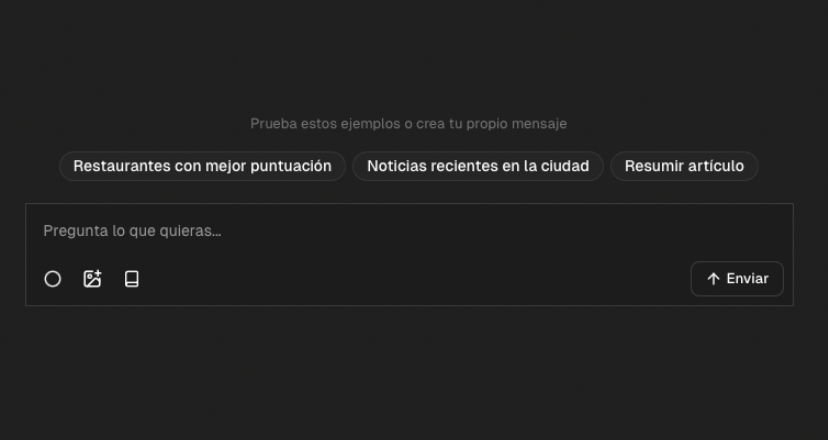 Prueba estos ejemplos o crea tu propio mensaje
Restaurantes con mejor puntuación Noticias recientes en la ciudad Resumir artículo
Pregunta lo que quieras...
Enviar